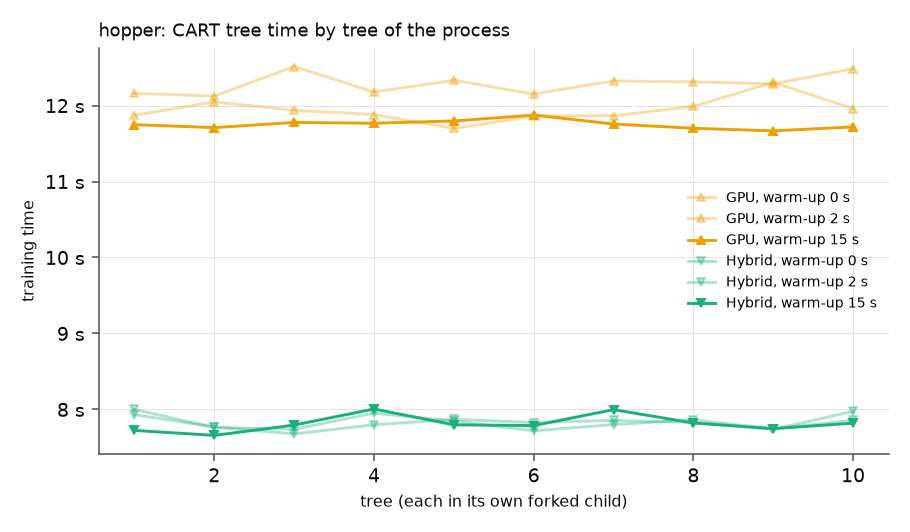 hopper: CART tree time by tree of the process
training time
12 s
11 s
10 s
9 s
8 s
GPU, warm-up 0 s
GPU, warm-up 2 s
GPU, warm-up 15 s
Hybrid, warm-up 0 s
Hybrid, warm-up 2 s
Hybrid, warm-up 15 s
2 4 6 8 10
tree (each in its own forked child)